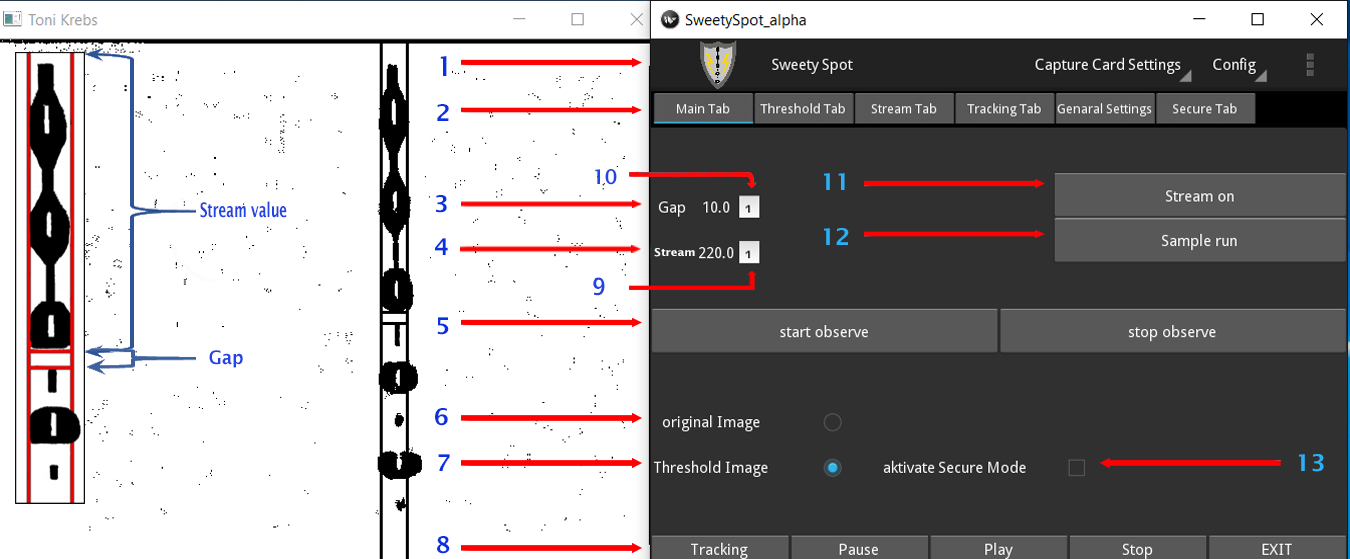 Toni Krebs
SweetySpot_alpha
1
Sweety Spot
Capture Card Settings
Config
2
Main Tab
Threshold Tab
Stream Tab
Tracking Tab
Genaral Settings
Secure Tab
10
11
Stream on
Stream value
3
Gap 10.0 1
12
Sample run
4
Stream 220.0 1
9
5
start observe
stop observe
Gap
6
original Image
7
Threshold Image
aktivate Secure Mode
13
8
Tracking
Pause
Play
Stop
EXIT